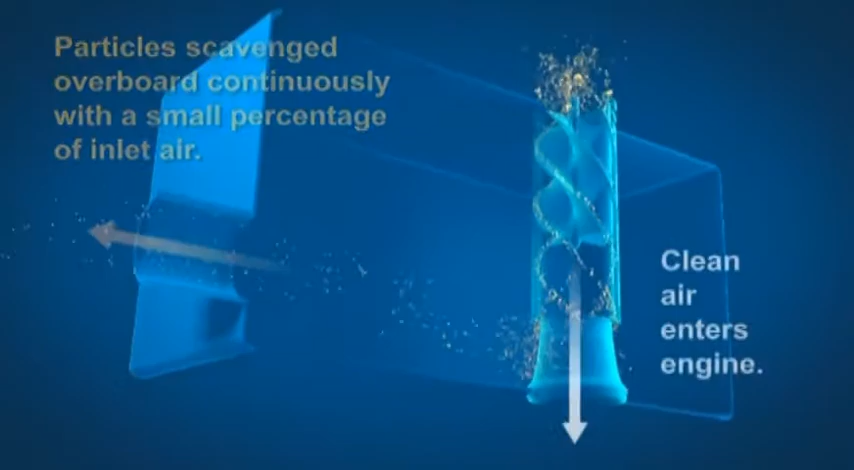 Particles scavenged
overboard continuously
with a small percentage
of inlet air.
Clean
air
enters
engine.